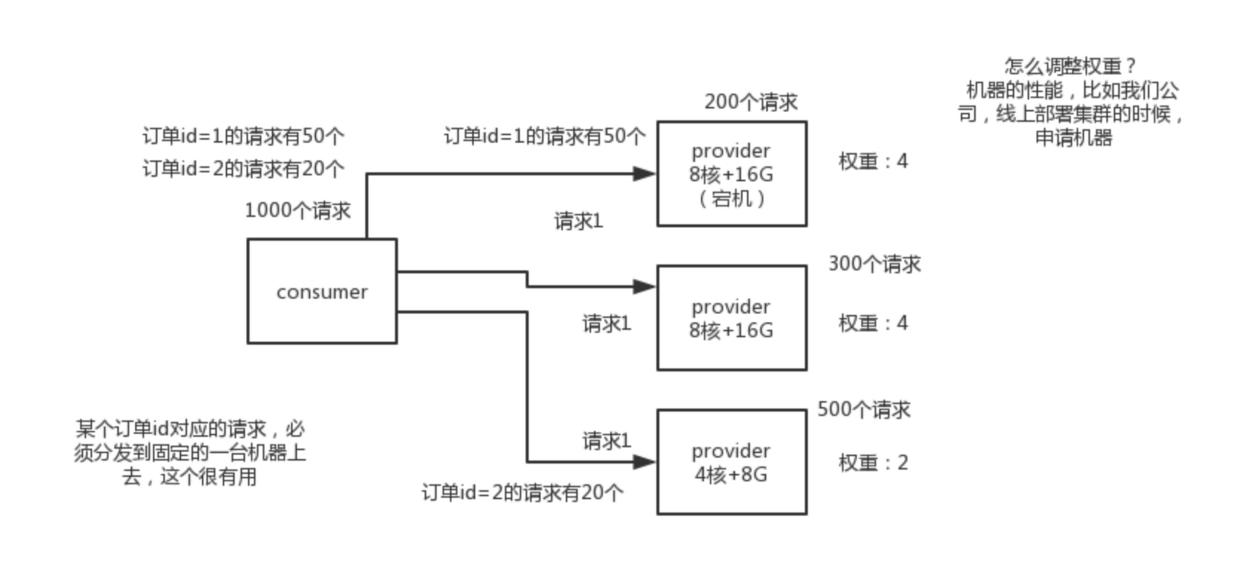 怎么调整权重？
机器的性能，比如我们公
司，线上部署集群的时候，
申请机器
200个请求
订单id=1的请求有50个
订单id=1的请求有50个
订单id=2的请求有20个
provider
8核+16G
（宕机）
权重：4
1000个请求
请求1
consumer
300个请求
provider
8核+16G
权重：4
请求1
500个请求
某个订单id对应的请求，必
须分发到固定的一台机器上
去，这个很有用
请求1
provider
4核+8G
权重：2
订单id=2的请求有20个